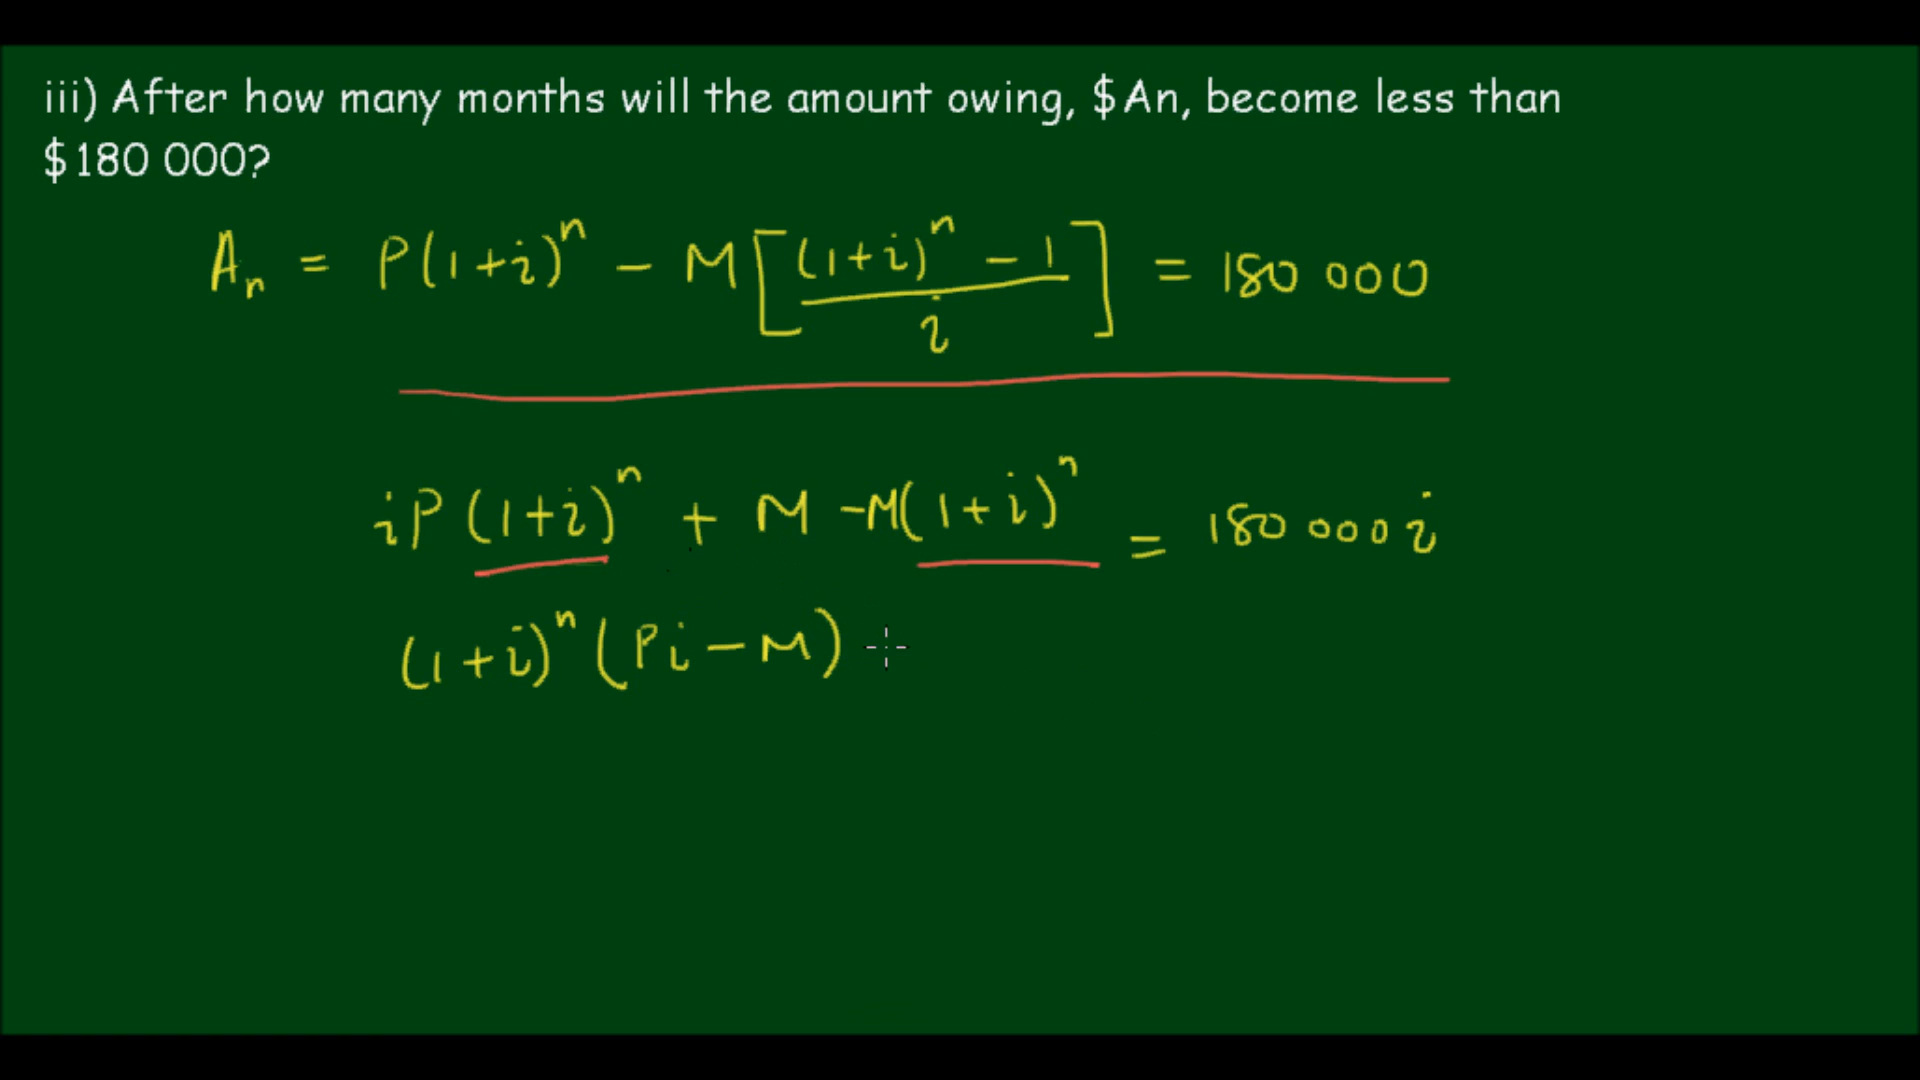 iii) After how many months will the amount owing, $An, become less than
$180 000?
Aₙ = P(1+i)ⁿ − M[((1+i)ⁿ − 1)/i] = 180 000
iP(1+i)ⁿ + M −M(1+i)ⁿ = 180 000 i
(1+i)ⁿ(Pi−M)